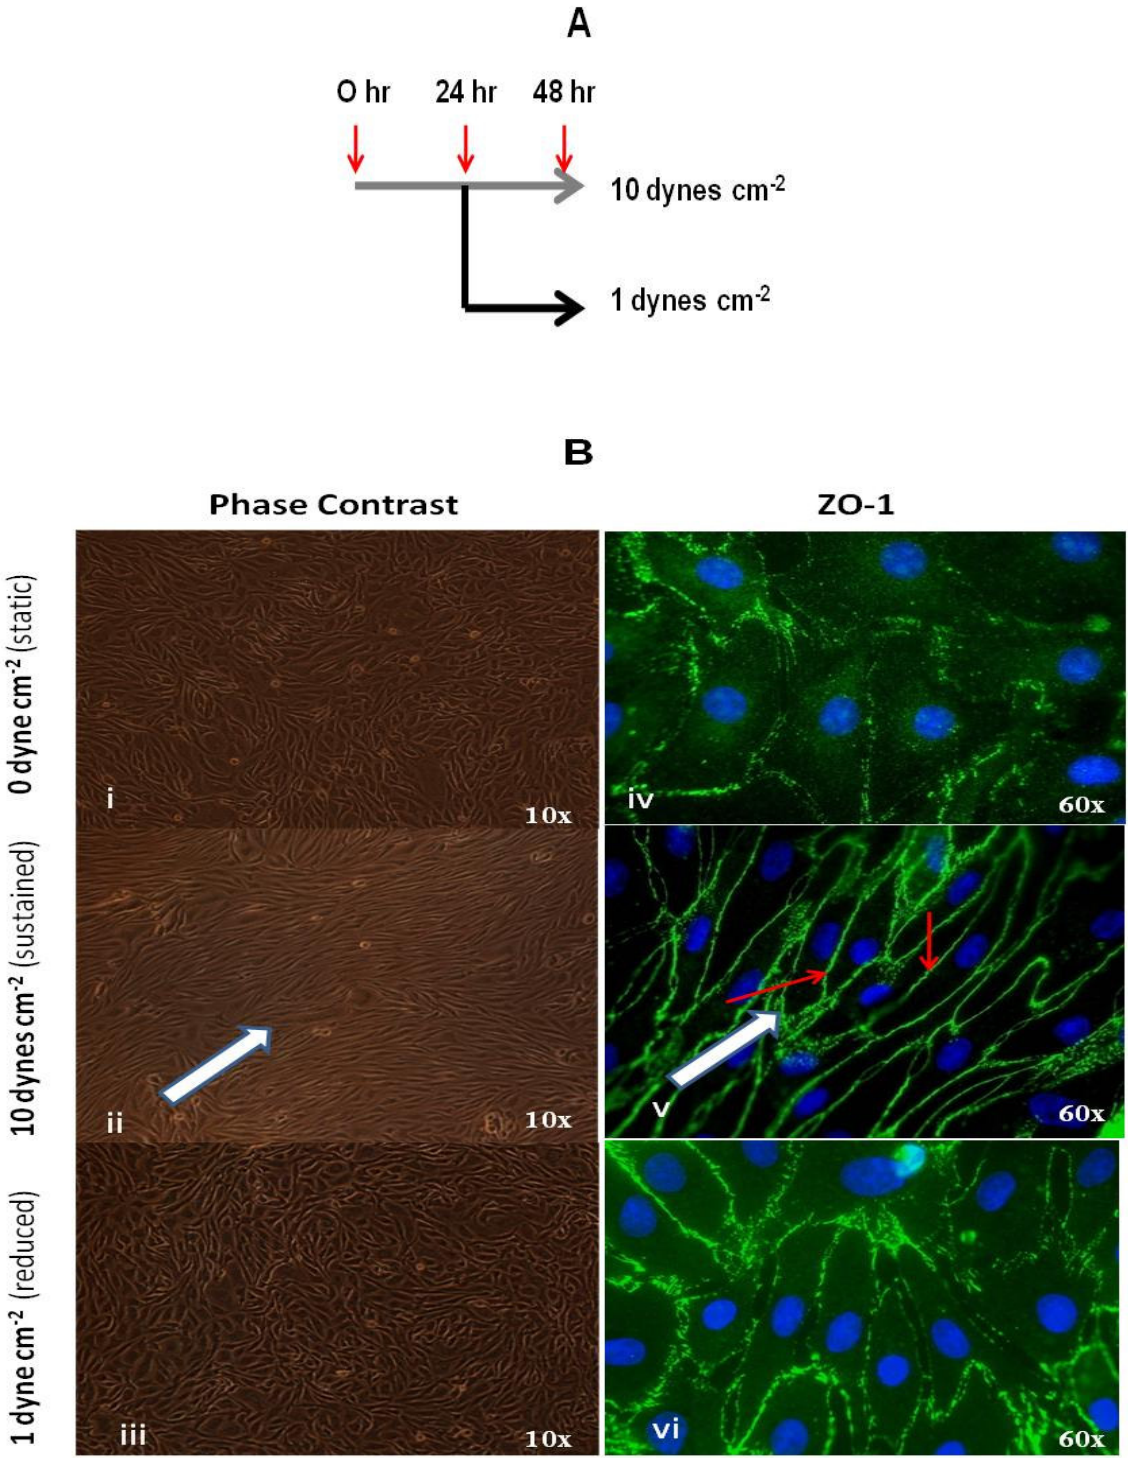 A
O hr 24 hr 48 hr
10 dynes cm-2
1 dynes cm-2
B
Phase Contrast ZO-1
0 dyne cm-2 (static)
i 10x iv 60x
10 dynes cm-2 (sustained)
ii 10x v 60x
1 dyne cm-2 (reduced)
iii 10x vi 60x